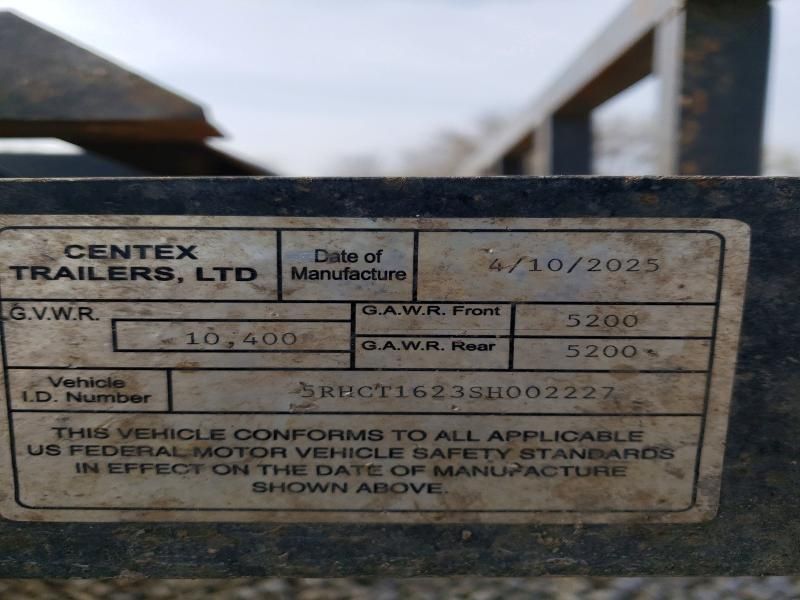 CENTEX
TRAILERS, LTD
Date of
Manufacture
4/10/2025
G.V.W.R.
10,400
G.A.W.R. Front
5200
G.A.W.R. Rear
5200
Vehicle
I.D. Number
5RHCT1623SH002227
THIS VEHICLE CONFORMS TO ALL APPLICABLE
US FEDERAL MOTOR VEHICLE SAFETY STANDARDS
IN EFFECT ON THE DATE OF MANUFACTURE
SHOWN ABOVE.